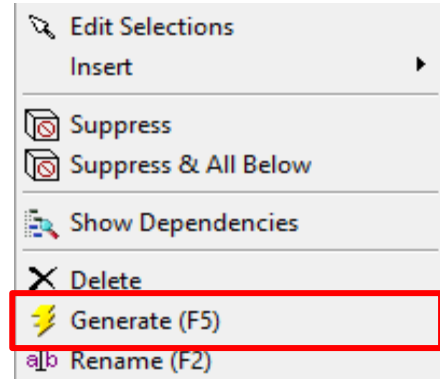 Edit Selections
Insert
Suppress
Suppress & All Below
Show Dependencies
Delete
Generate (F5)
a|b Rename (F2)